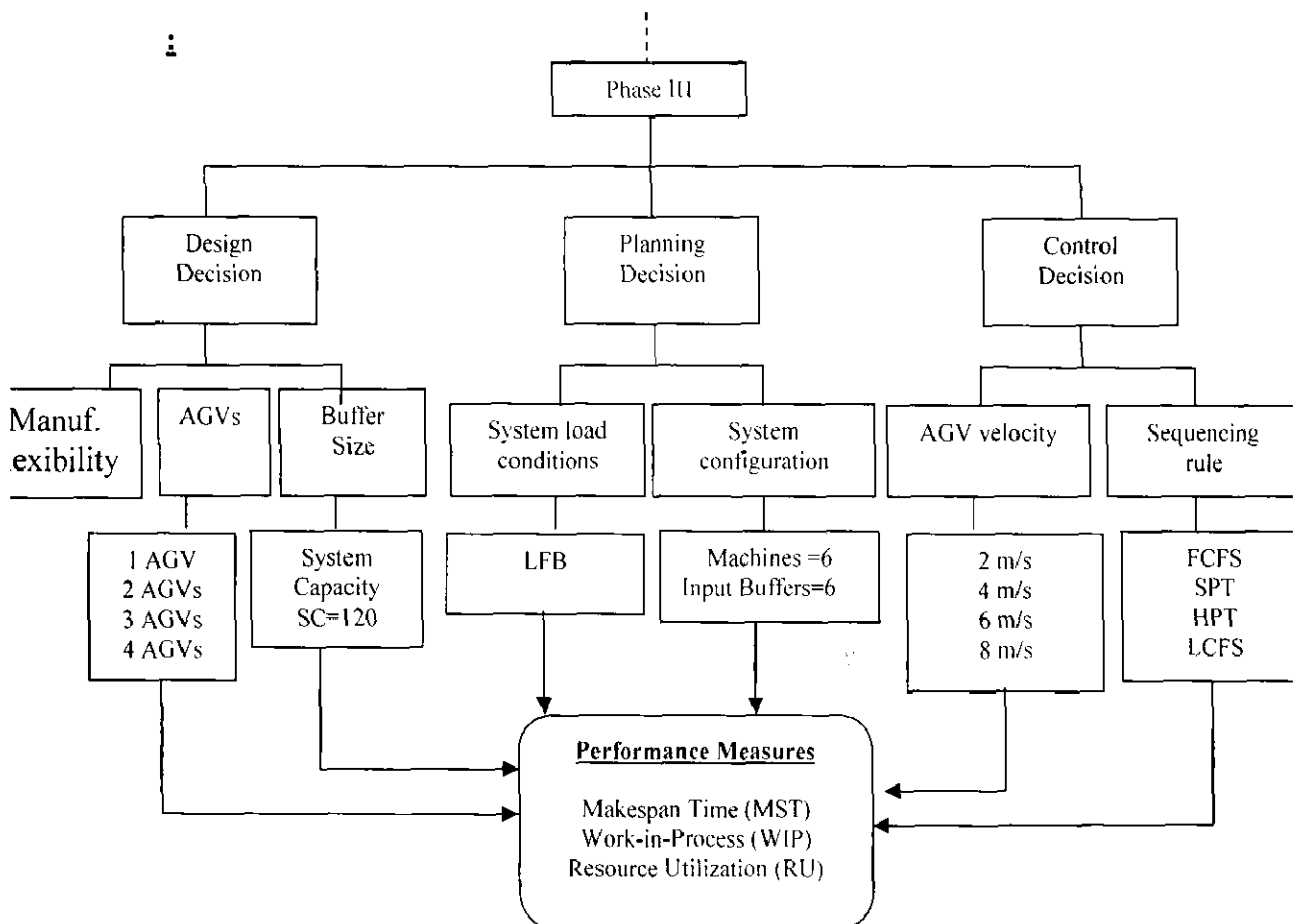 Phase III
Design
Decision
Planning
Decision
Control
Decision
Manuf.
lexibility
AGVs
Buffer
Size
System load
conditions
System
configuration
AGV velocity
Sequencing
rule
1 AGV
2 AGVs
3 AGVs
4 AGVs
System
Capacity
SC=120
LFB
Machines =6
Input Buffers=6
2 m/s
4 m/s
6 m/s
8 m/s
FCFS
SPT
HPT
LCFS
Performance Measures
Makespan Time (MST)
Work-in-Process (WIP)
Resource Utilization (RU)